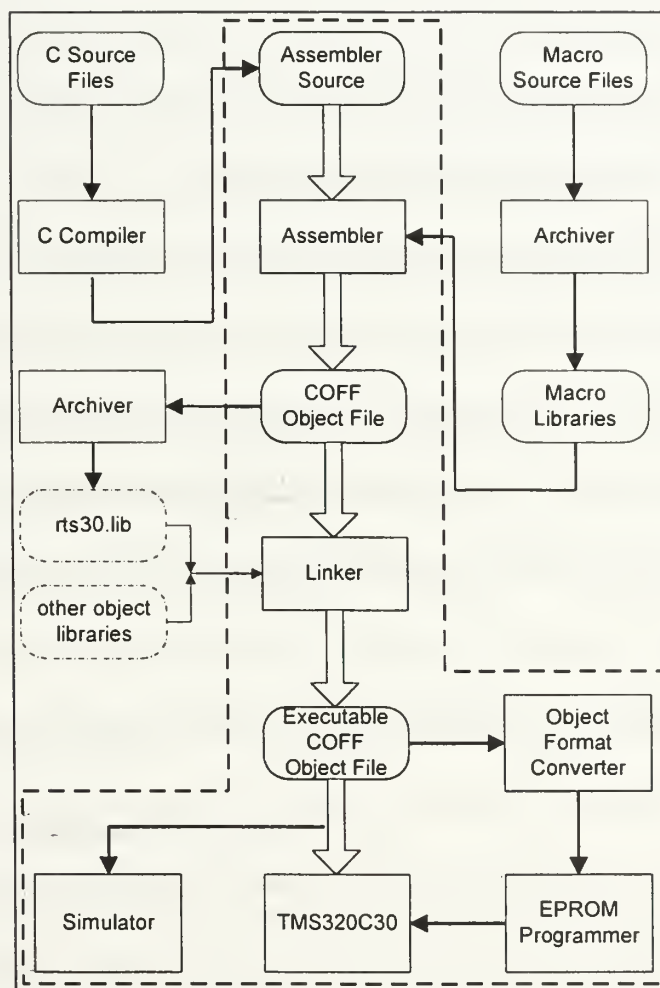 C Source
Files
Assembler
Source
Macro
Source Files
C Compiler
Assembler
Archiver
Archiver
COFF
Object File
Macro
Libraries
rts30.lib
other object
libraries
Linker
Executable
COFF
Object File
Object
Format
Converter
Simulator
TMS320C30
EPROM
Programmer